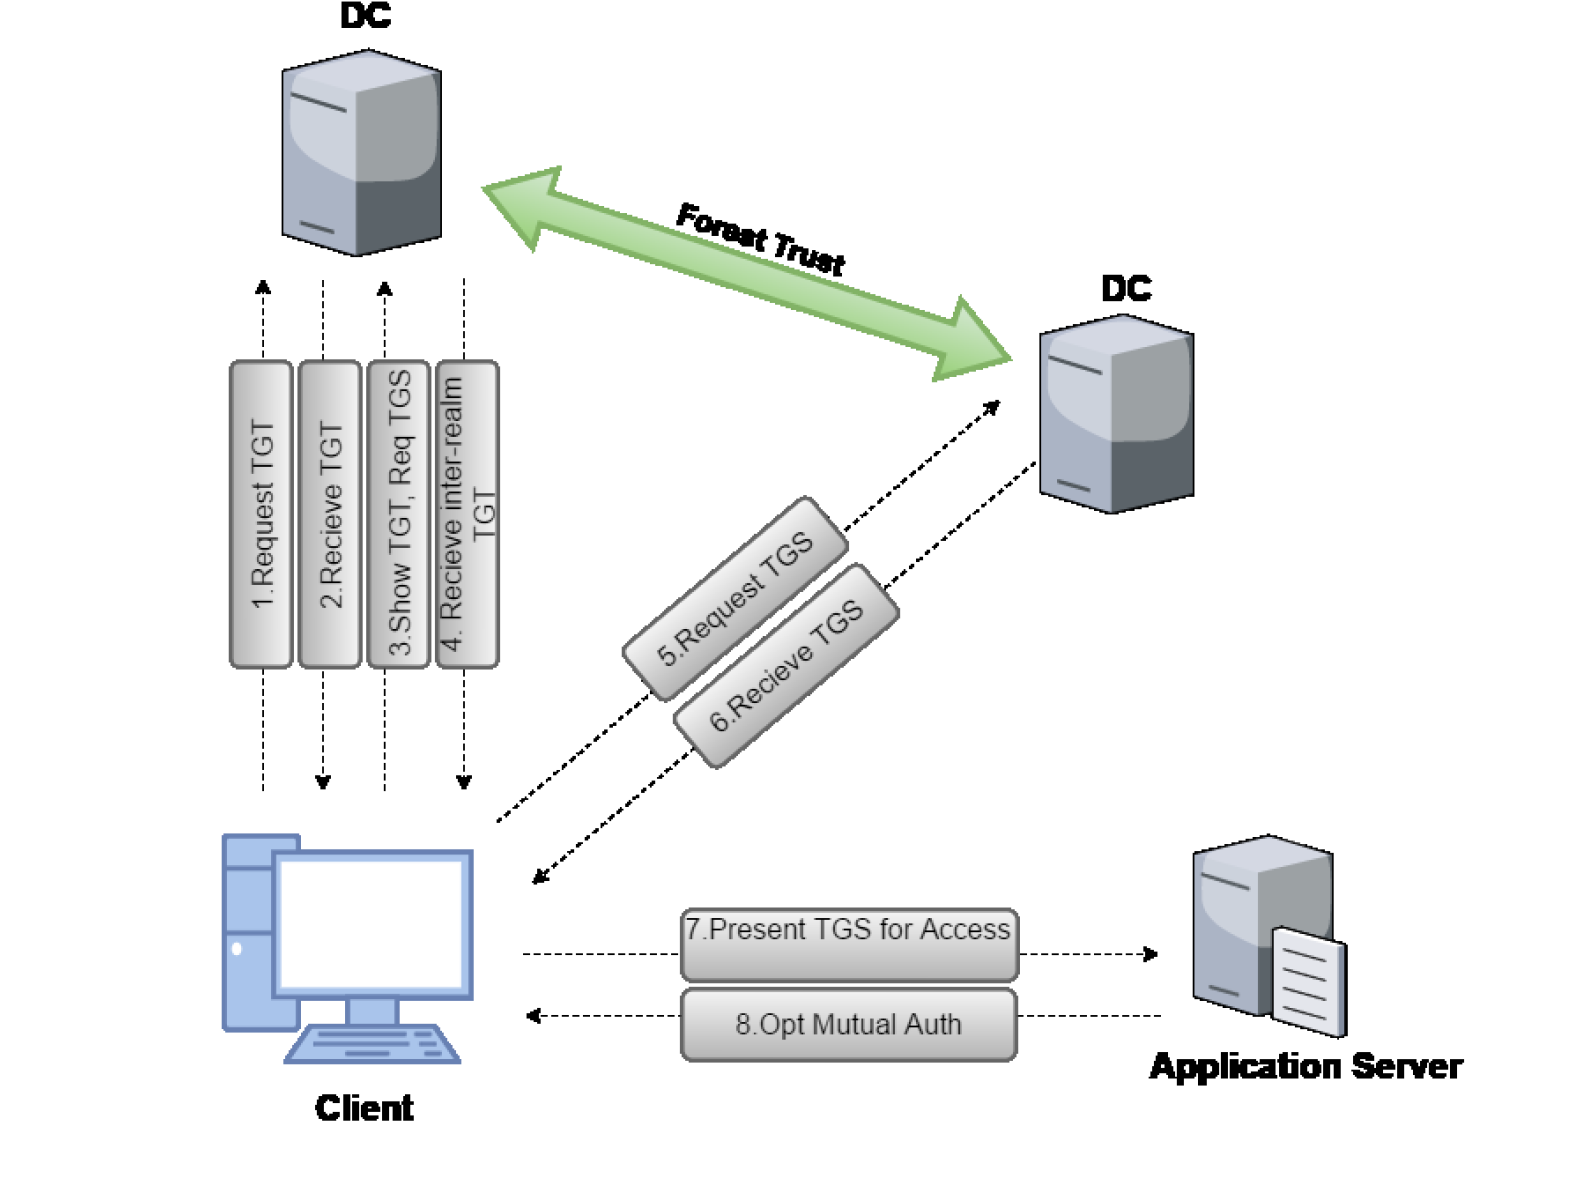 DC
Forest Trust
DC
1.Request TGT
2.Recieve TGT
3.Show TGT, Req TGS
4. Recieve inter-realm
TGT
5.Request TGS
6.Recieve TGS
7.Present TGS for Access
8.Opt Mutual Auth
Application Server
Client